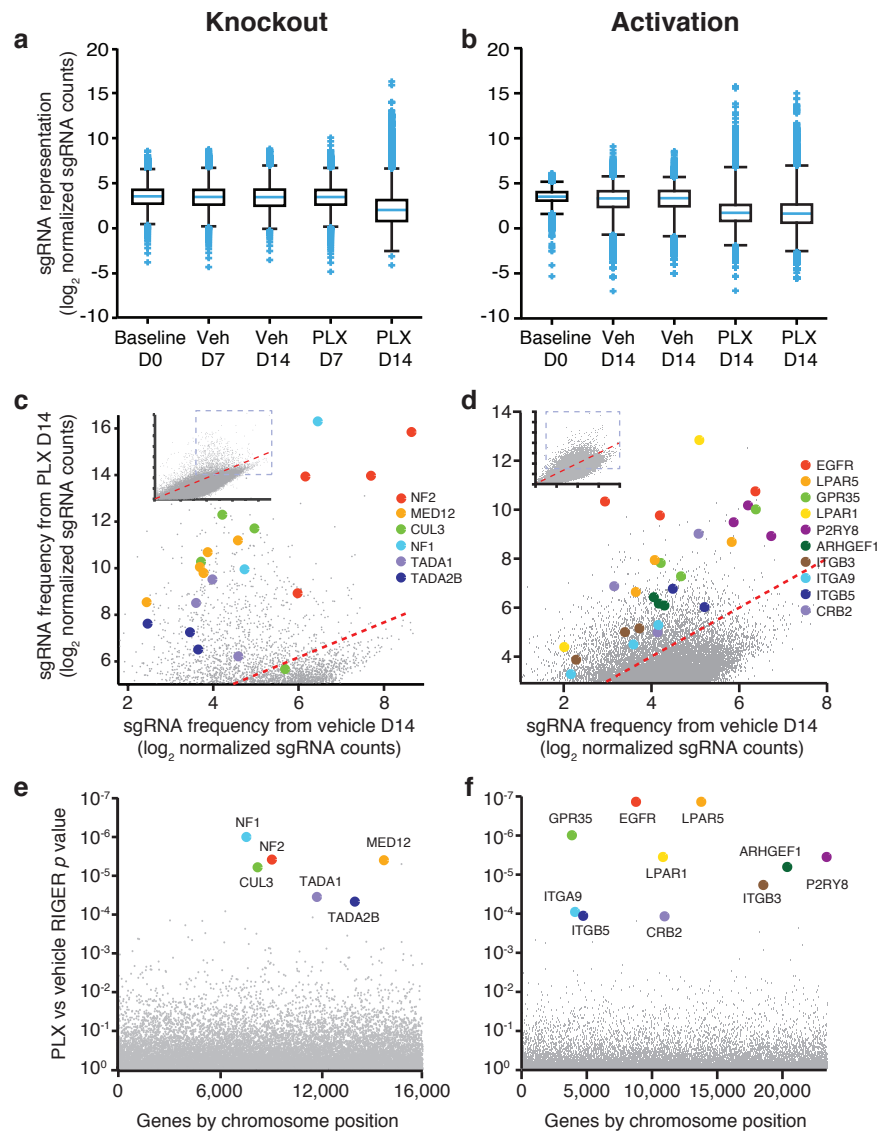 Knockout
Activation
a
b
sgRNA representation
(log2 normalized sgRNA counts)
20
15
10
5
0
-5
-10
Baseline D0
Veh D7
Veh D14
PLX D7
PLX D14
20
15
10
5
0
-5
-10
Baseline D0
Veh D14
Veh D14
PLX D14
PLX D14
c
sgRNA frequency from PLX D14
(log2 normalized sgRNA counts)
16
14
12
10
8
6
2
4
6
8
sgRNA frequency from vehicle D14
(log2 normalized sgRNA counts)
NF2
MED12
CUL3
NF1
TADA1
TADA2B
d
14
12
10
8
6
4
2
4
6
8
sgRNA frequency from vehicle D14
(log2 normalized sgRNA counts)
EGFR
LPAR5
GPR35
LPAR1
P2RY8
ARHGEF1
ITGB3
ITGA9
ITGB5
CRB2
e
PLX vs vehicle RIGER p value
10-7
10-6
10-5
10-4
10-3
10-2
10-1
100
NF1
NF2
CUL3
MED12
TADA1
TADA2B
0
6,000
12,000
16,000
Genes by chromosome position
f
10-7
10-6
10-5
10-4
10-3
10-2
10-1
100
GPR35
EGFR
LPAR5
LPAR1
ARHGEF1
P2RY8
ITGB3
ITGA9
ITGB5
CRB2
0
5,000
10,000
15,000
20,000
Genes by chromosome position